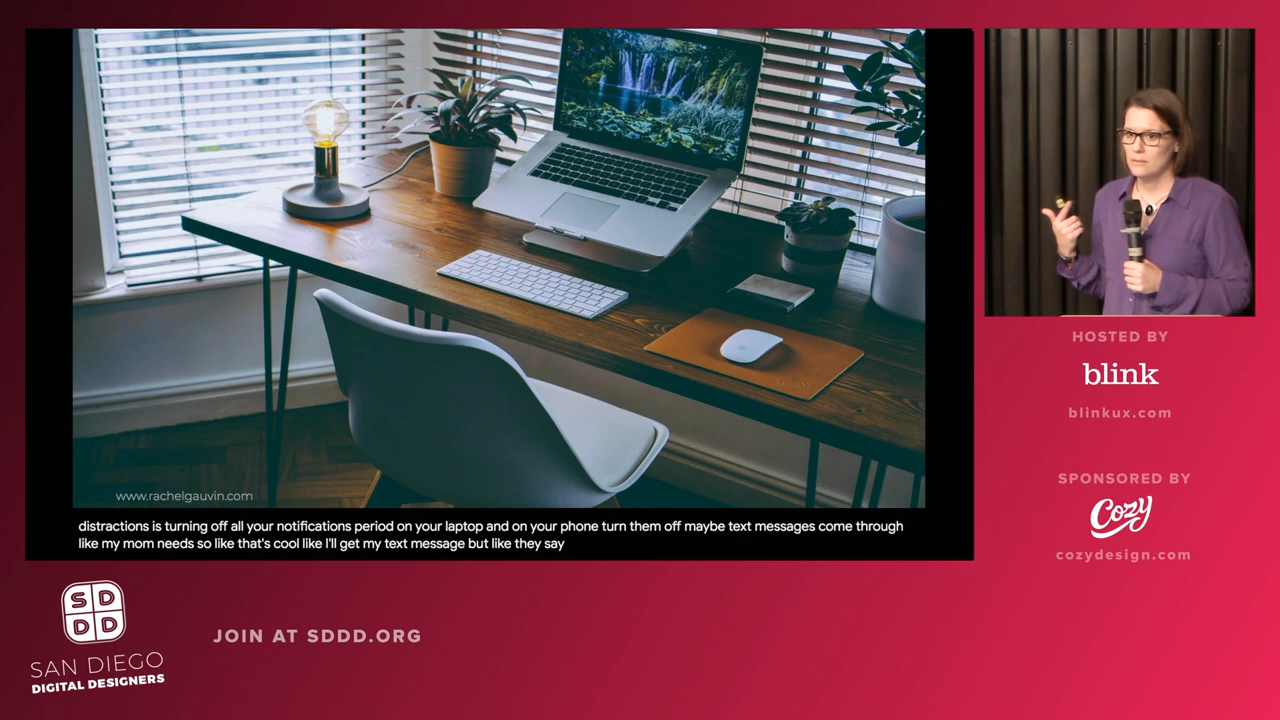 www.rachelgauvin.com
distractions is turning off all your notifications period on your laptop and on your phone turn them off maybe text messages come through
like my mom needs so like that's cool like I'll get my text message but like they say
HOSTED BY
blink
blinkux.com
SPONSORED BY
Cozy
cozydesign.com
SD
DD
SAN DIEGO
DIGITAL DESIGNERS
JOIN AT SDDD.ORG